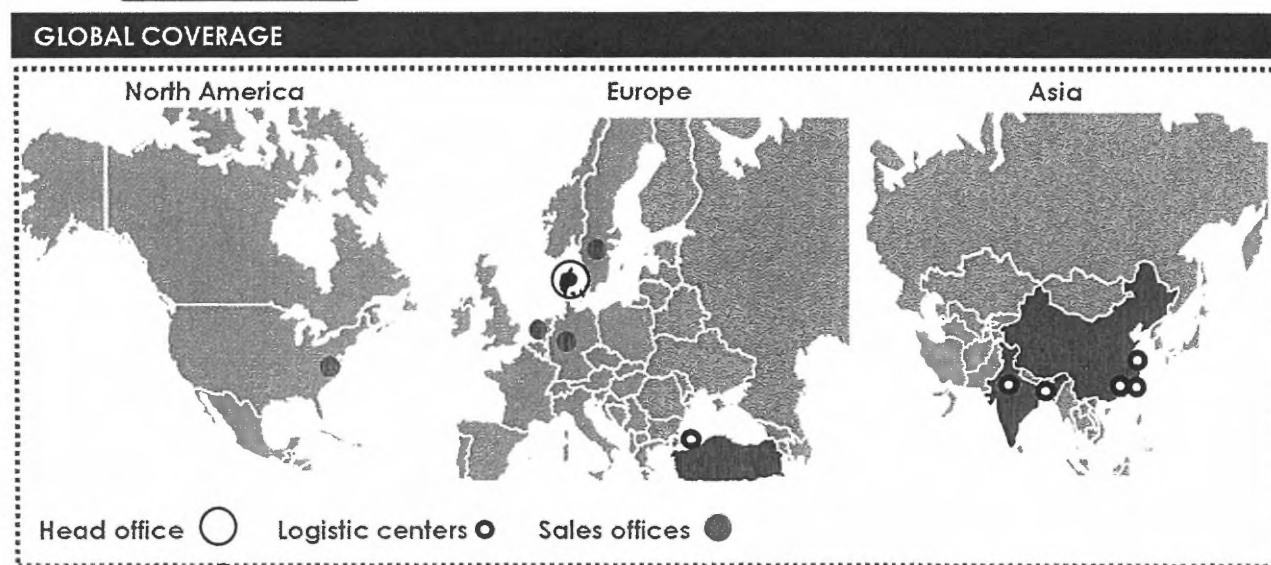 GLOBAL COVERAGE
North America
Europe
Asia
Head office
Logistic centers
Sales offices